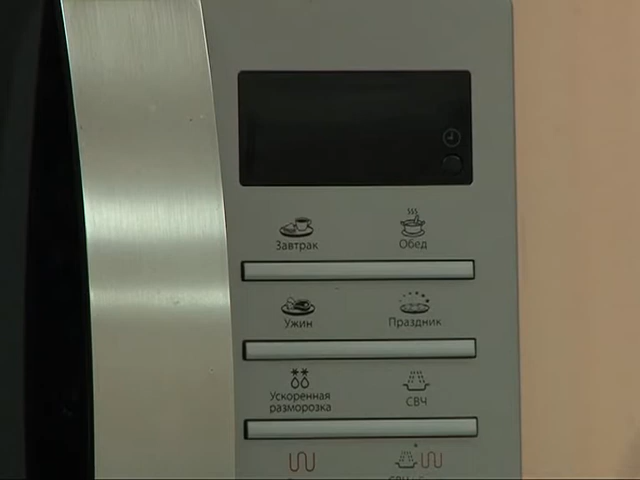 Завтрак Обед
Ужин Праздник
Ускоренная СВЧ
разморозка